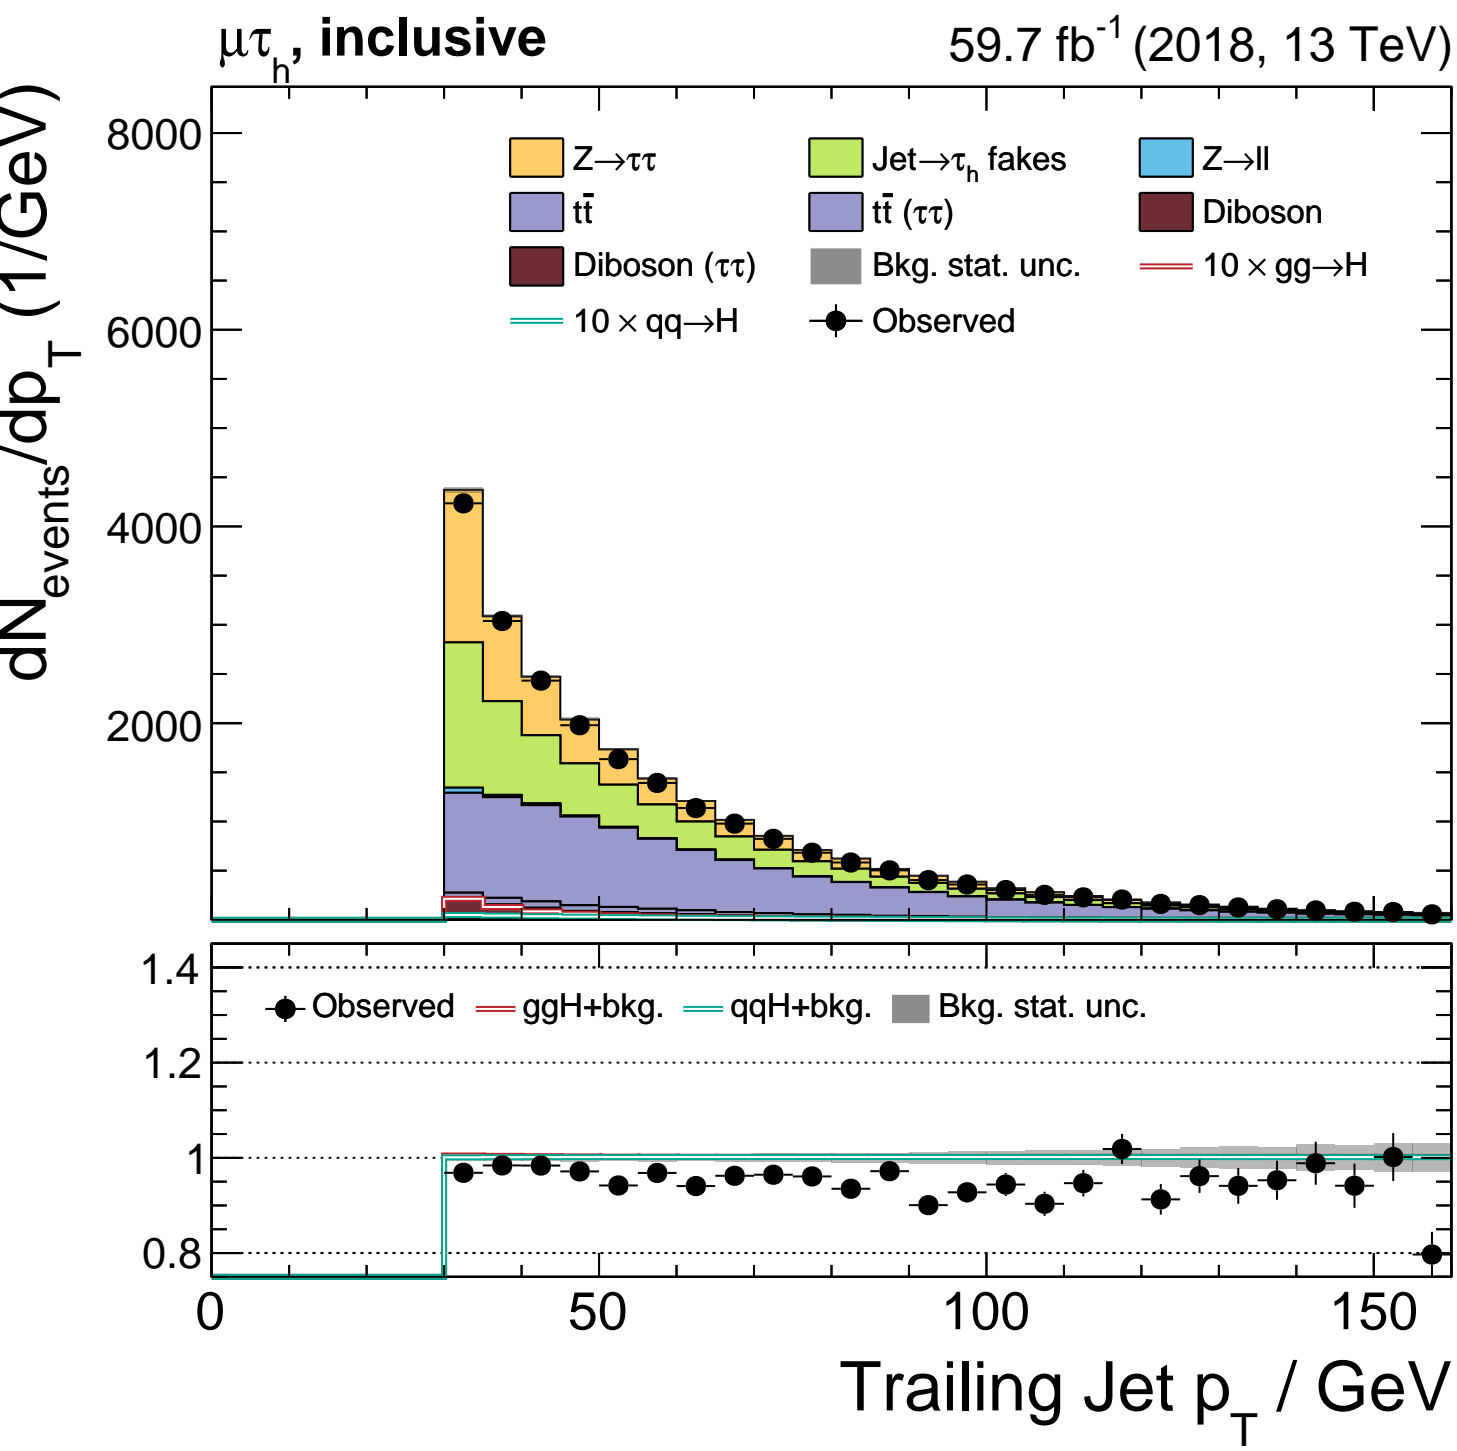 μτh, inclusive 59.7 fb-1 (2018, 13 TeV)
dNevents/dpT (1/GeV)
8000
6000
4000
2000
Z→ττ Jet→τh fakes Z→ll
tt̄ tt̄ (ττ) Diboson
Diboson (ττ) Bkg. stat. unc. 10 × gg→H
10 × qq→H Observed
1.4
1.2
1
0.8
Observed ggH+bkg. qqH+bkg. Bkg. stat. unc.
0 50 100 150
Trailing Jet pT / GeV